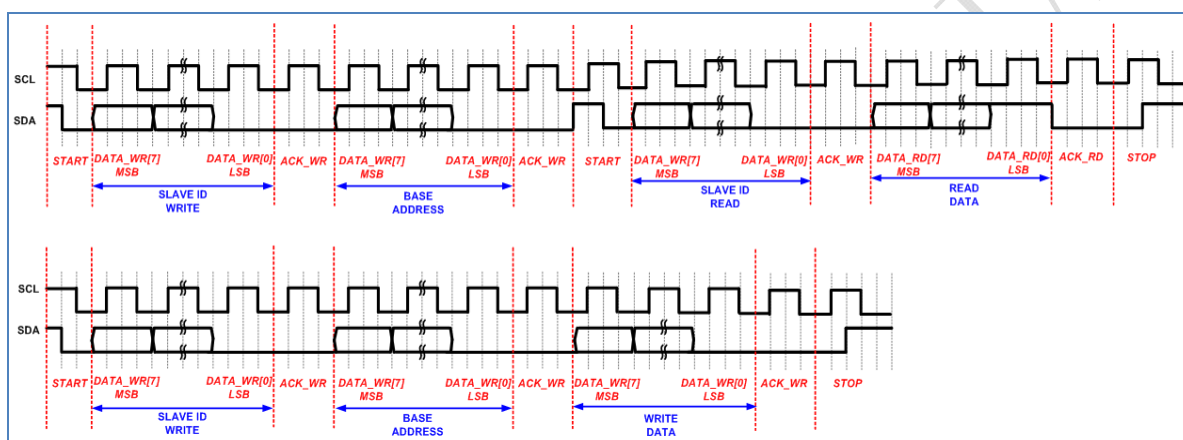 SCL
SDA
START DATA_WR[7] DATA_WR[0] ACK_WR DATA_WR[7] DATA_WR[0] ACK_WR START DATA_WR[7] DATA_WR[0] ACK_WR DATA_RD[7] DATA_RD[0] ACK_RD STOP
MSB LSB MSB LSB MSB LSB MSB LSB
SLAVE ID BASE SLAVE ID READ
WRITE ADDRESS READ DATA
SCL
SDA
START DATA_WR[7] DATA_WR[0] ACK_WR DATA_WR[7] DATA_WR[0] ACK_WR DATA_WR[7] DATA_WR[0] ACK_WR STOP
MSB LSB MSB LSB MSB LSB
SLAVE ID BASE WRITE
WRITE ADDRESS DATA